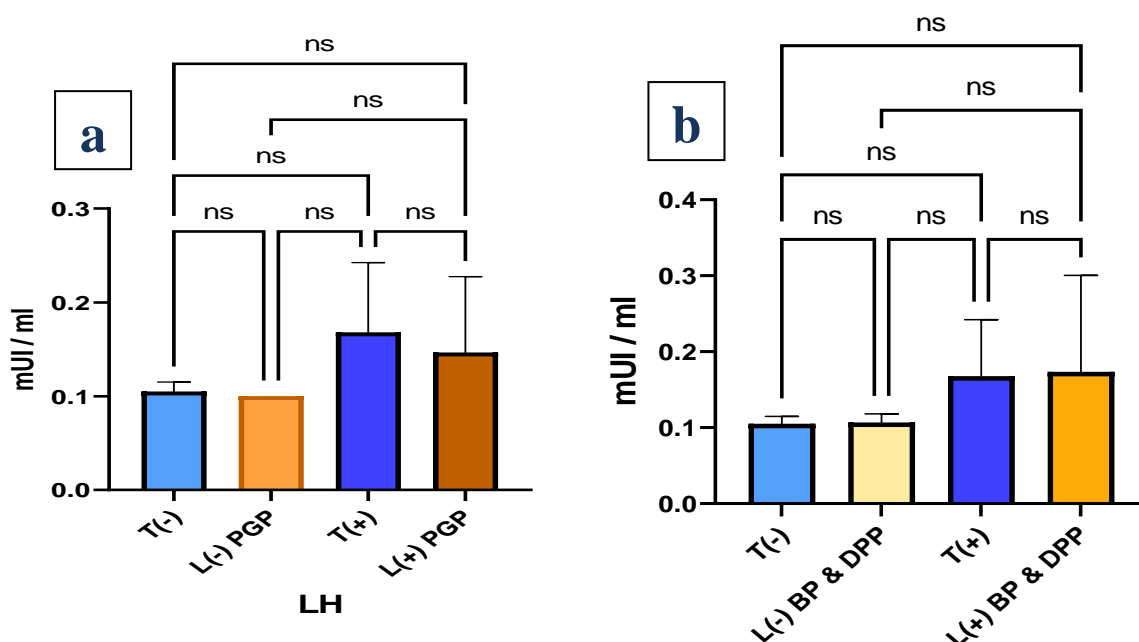 a
ns
ns
ns
ns
ns
ns
mUI / ml
0.3
0.2
0.1
0.0
T(-)
L(-) PGP
T(+)
L(+) PGP
LH
b
ns
ns
ns
ns
ns
ns
mUI / ml
0.4
0.3
0.2
0.1
0.0
T(-)
L(-) BP & DPP
T(+)
L(+) BP & DPP